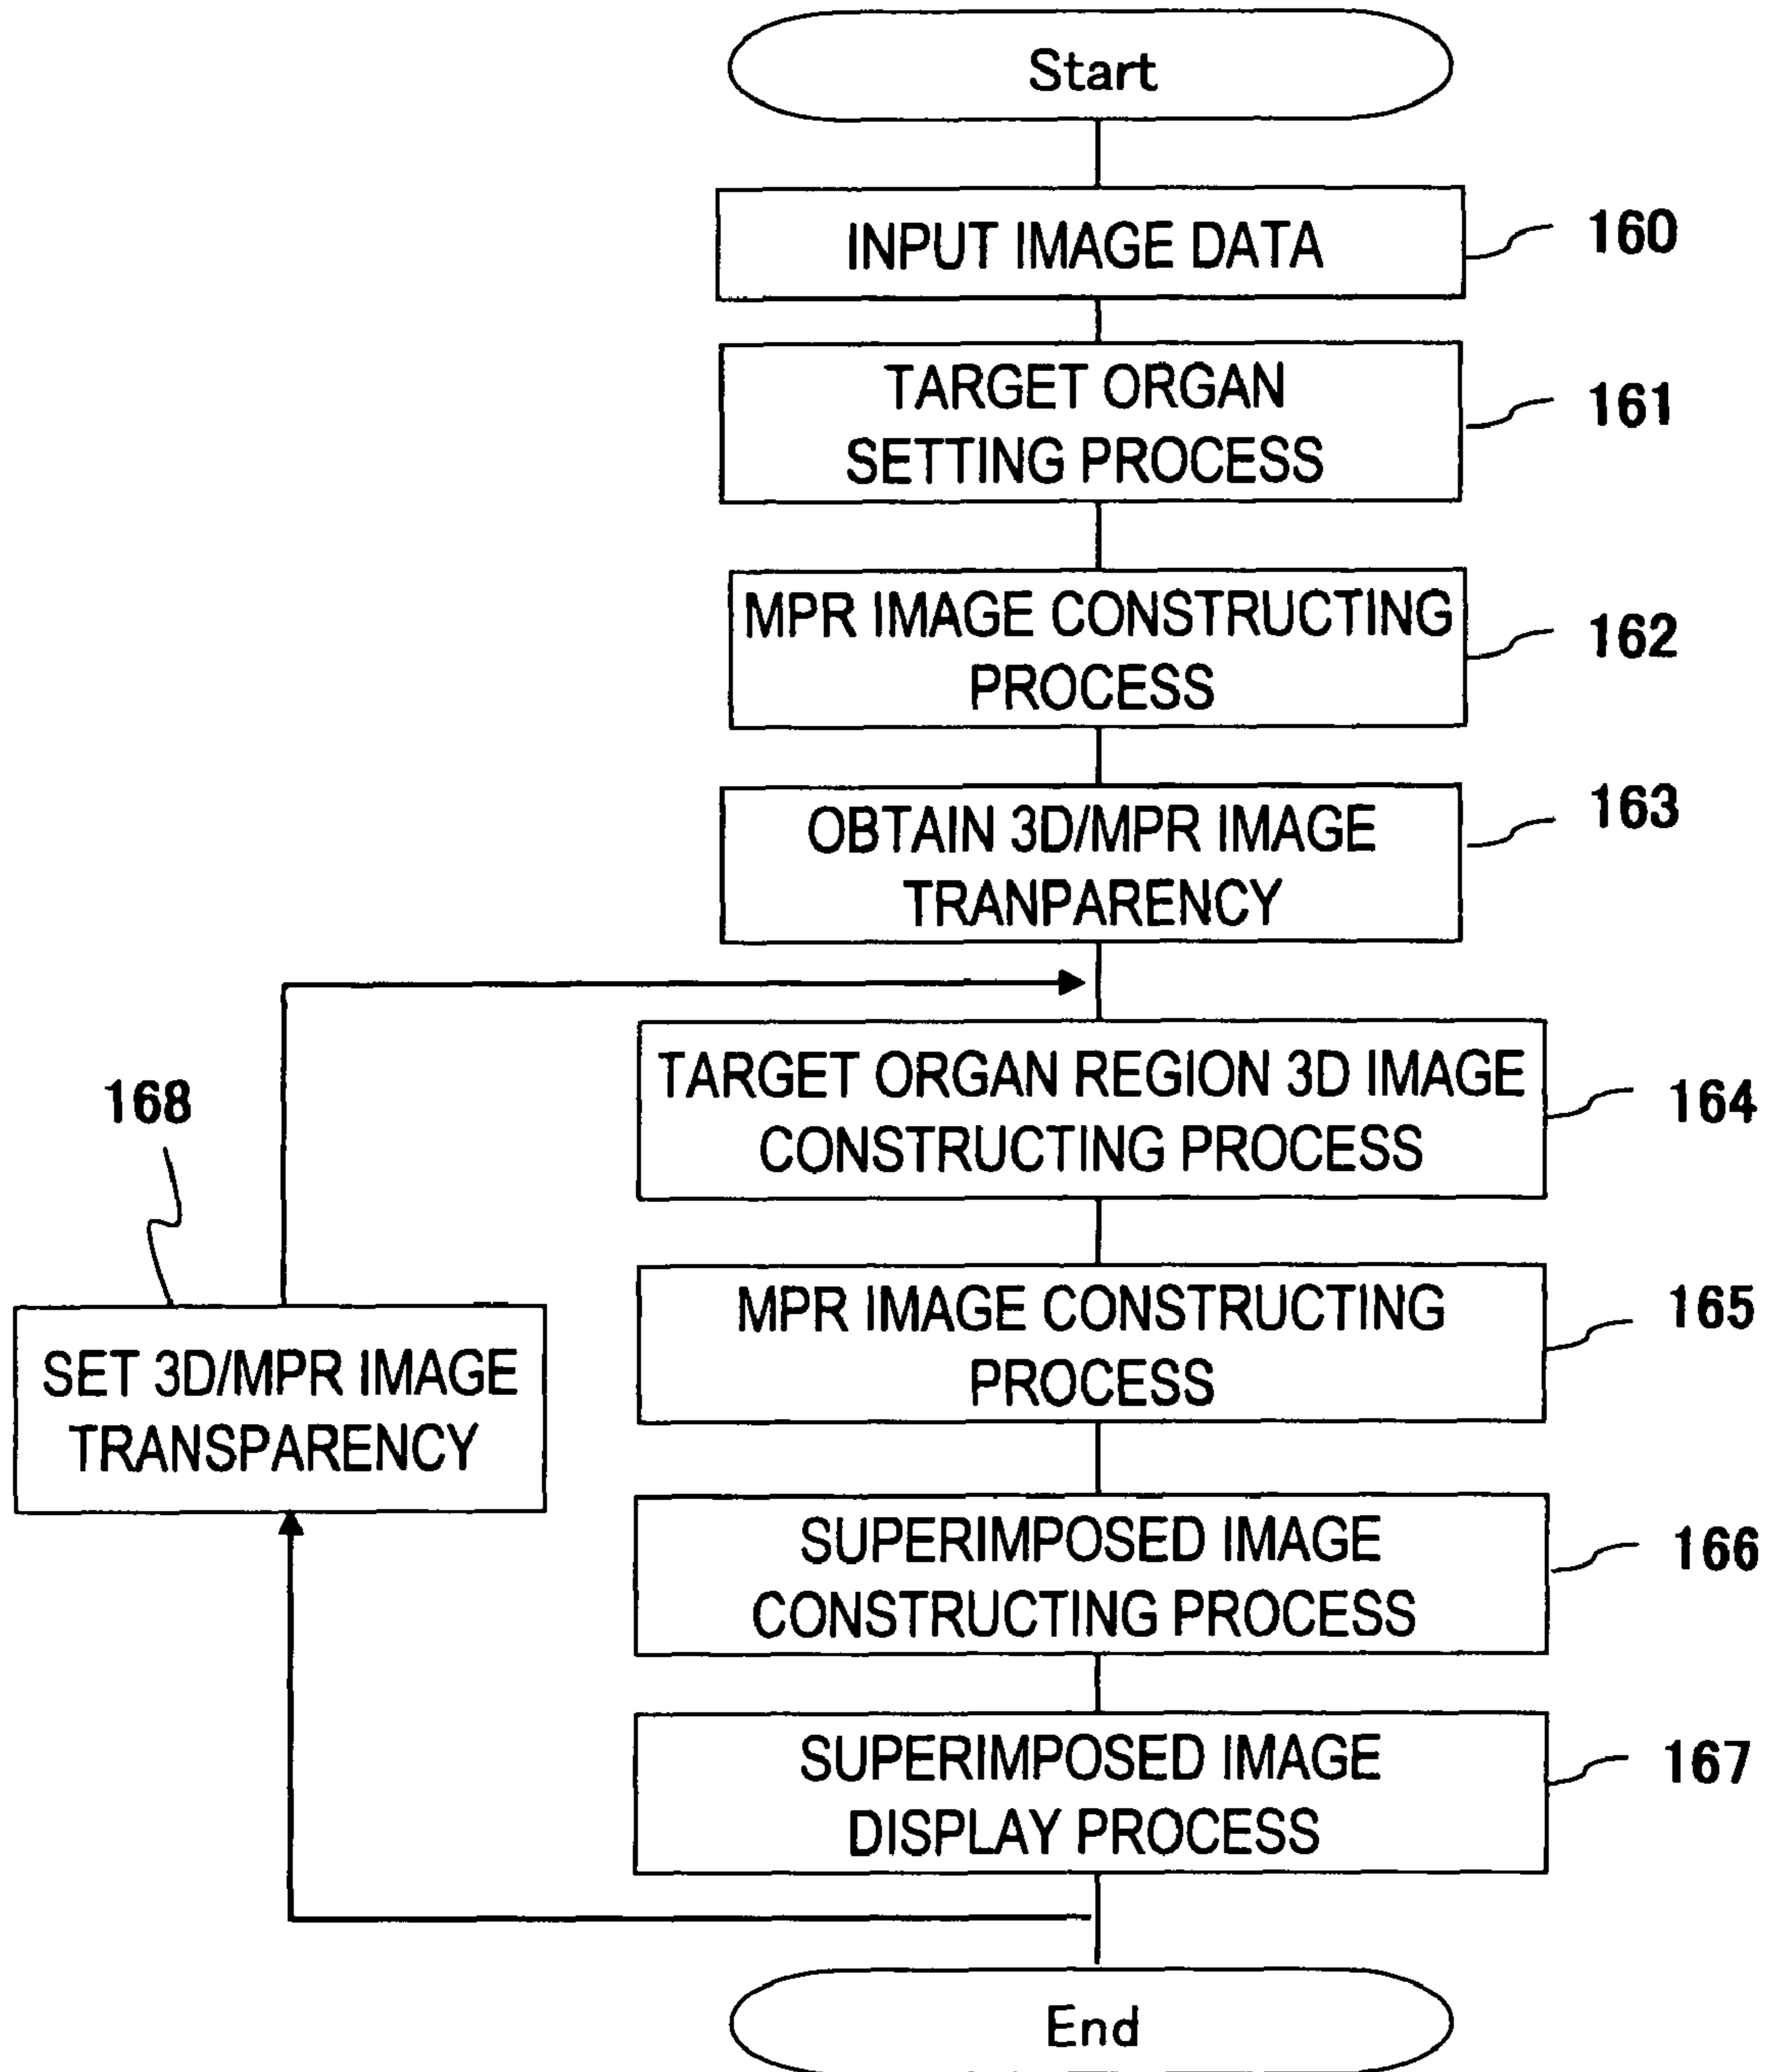 Start
INPUT IMAGE DATA
160
TARGET ORGAN
SETTING PROCESS
161
MPR IMAGE CONSTRUCTING
PROCESS
162
OBTAIN 3D/MPR IMAGE
TRANPARENCY
163
TARGET ORGAN REGION 3D IMAGE
CONSTRUCTING PROCESS
164
MPR IMAGE CONSTRUCTING
PROCESS
165
SUPERIMPOSED IMAGE
CONSTRUCTING PROCESS
166
SUPERIMPOSED IMAGE
DISPLAY PROCESS
167
168
SET 3D/MPR IMAGE
TRANSPARENCY
End